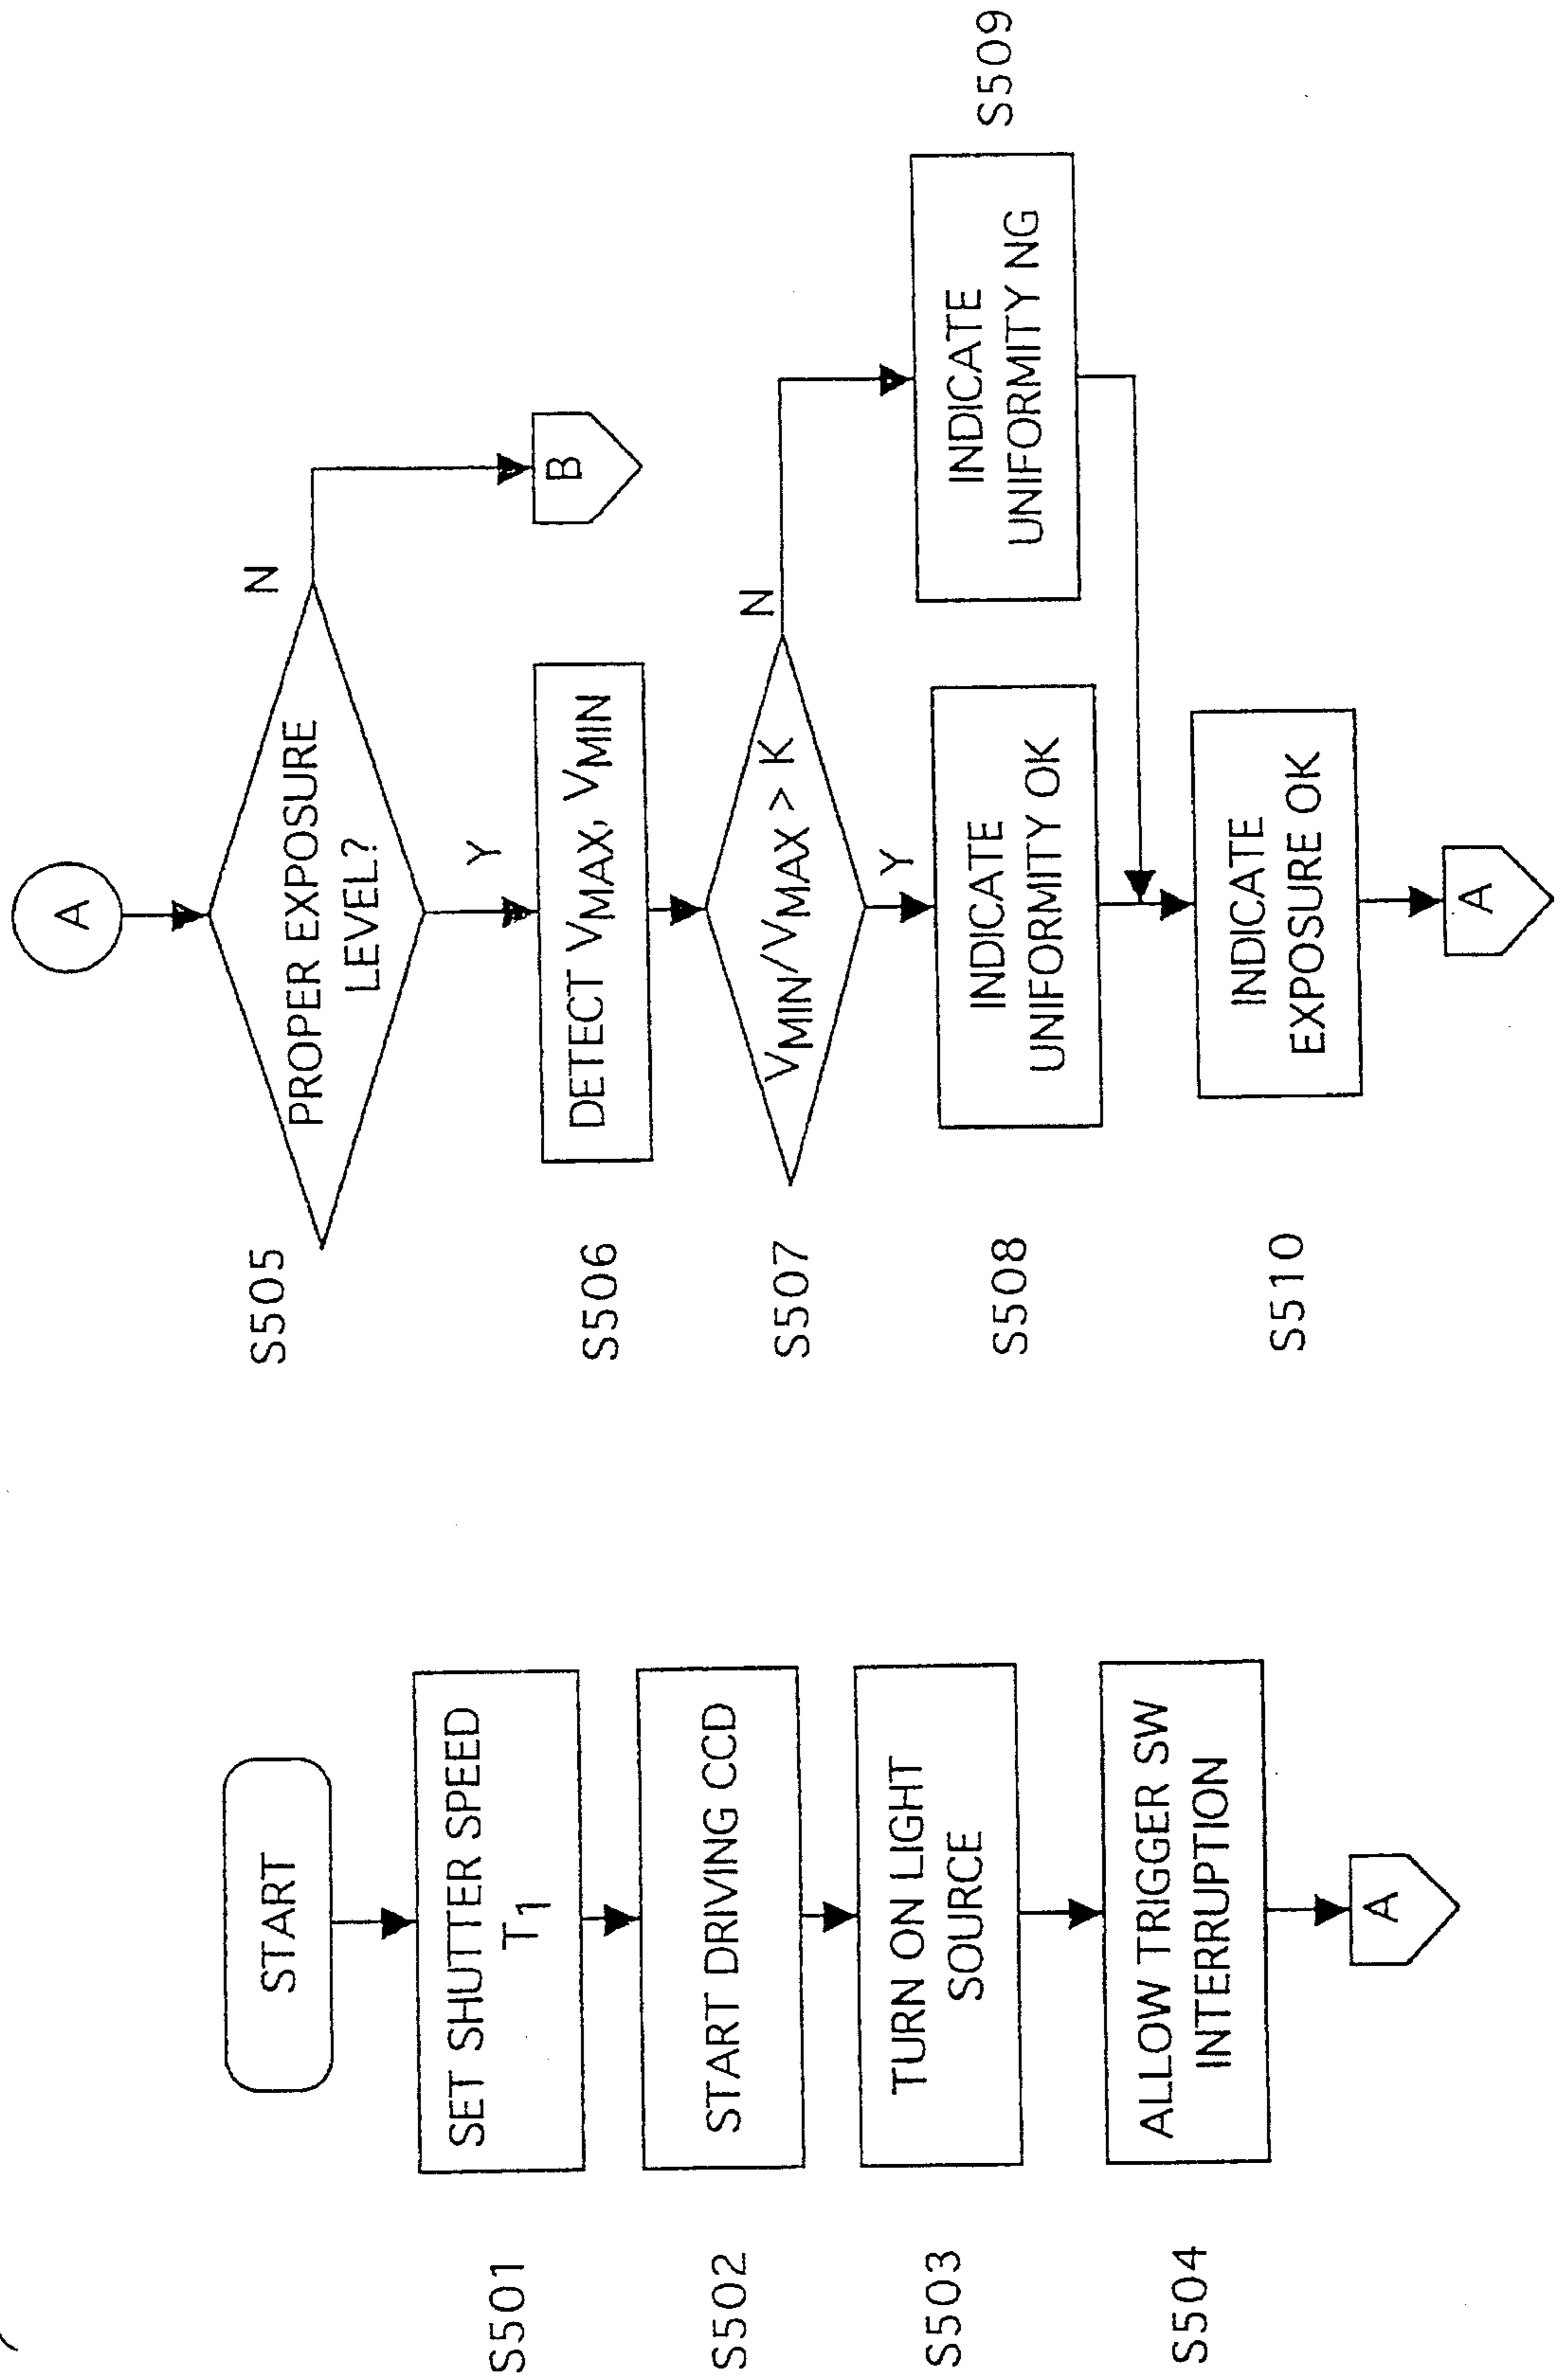 START
S501
SET SHUTTER SPEED
T1
S502
START DRIVING CCD
S503
TURN ON LIGHT
SOURCE
S504
ALLOW TRIGGER SW
INTERRUPTION
A
A
S505
PROPER EXPOSURE
LEVEL?
N
B
Y
S506
DETECT VMAX, VMIN
S507
VMIN/VMAX > K
N
Y
S508
INDICATE
UNIFORMITY OK
S509
INDICATE
UNIFORMITY NG
S510
INDICATE
EXPOSURE OK
A